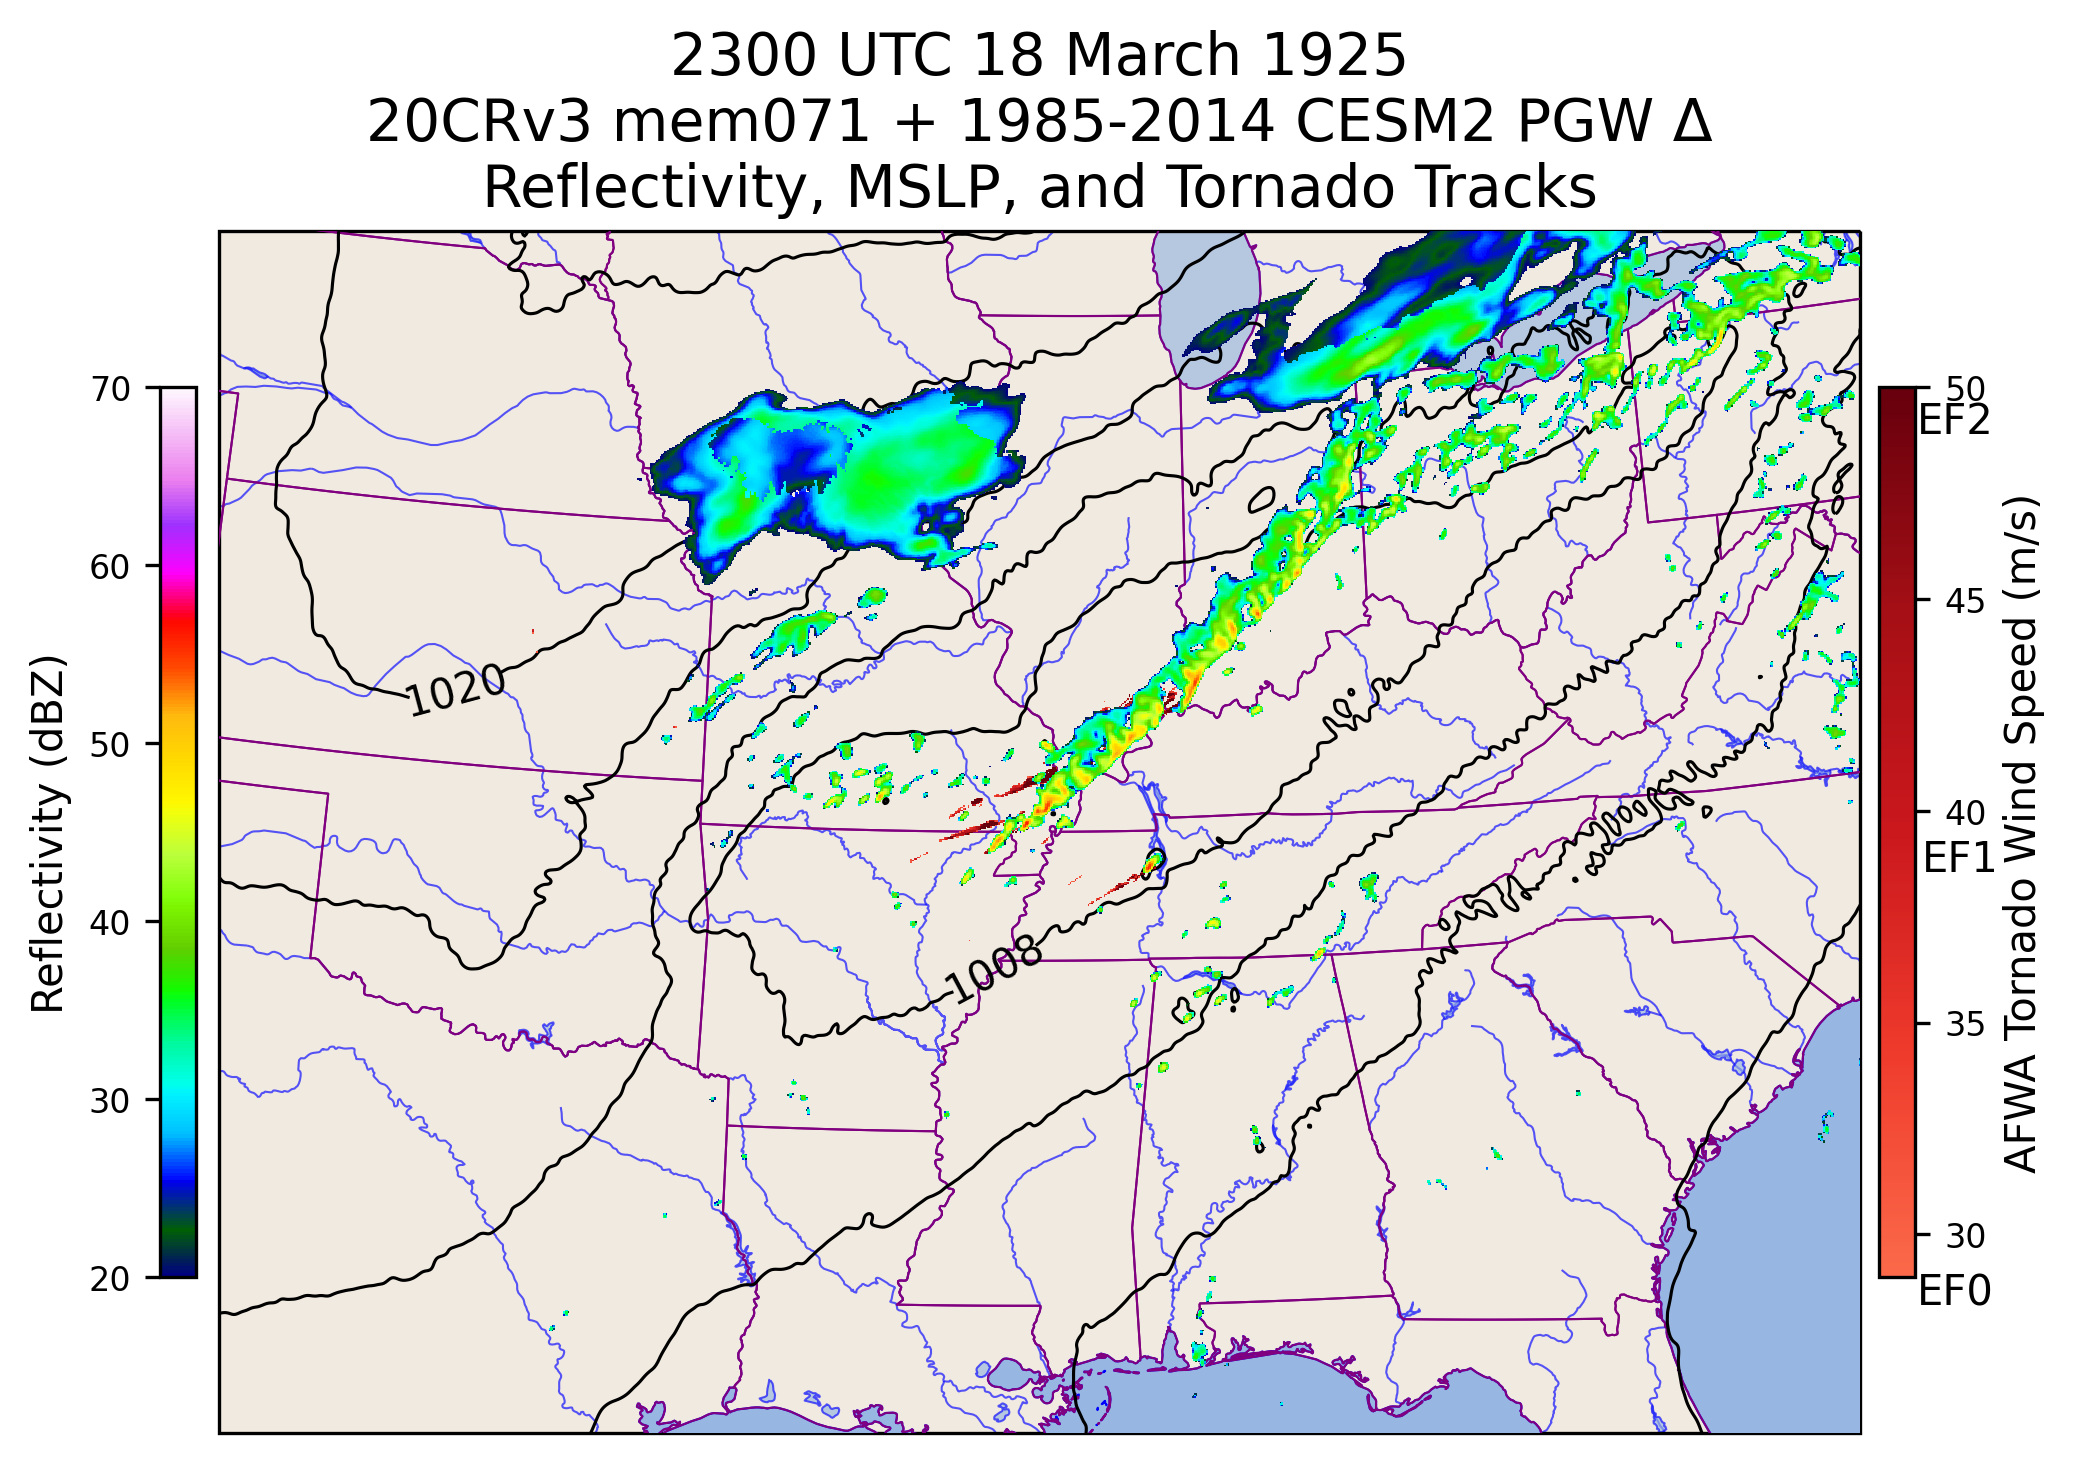 2300 UTC 18 March 1925
20CRv3 mem071 + 1985-2014 CESM2 PGW Δ
Reflectivity, MSLP, and Tornado Tracks
70
60
50
40
30
20
Reflectivity (dBZ)
1020
1008
50
EF2
45
40
EF1
35
30
EF0
AFWA Tornado Wind Speed (m/s)